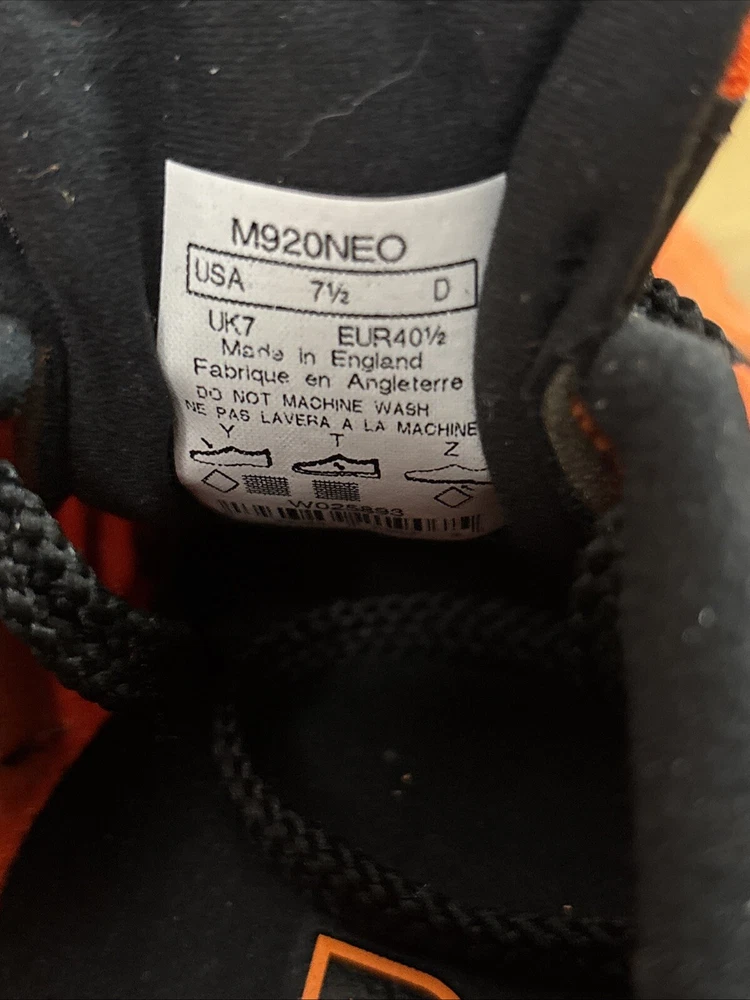 M920NEO
USA 7½ D
UK7 EUR40½
Made in England
Fabrique en Angleterre
DO NOT MACHINE WASH
NE PAS LAVERA A LA MACHINE
Y T Z
W025893